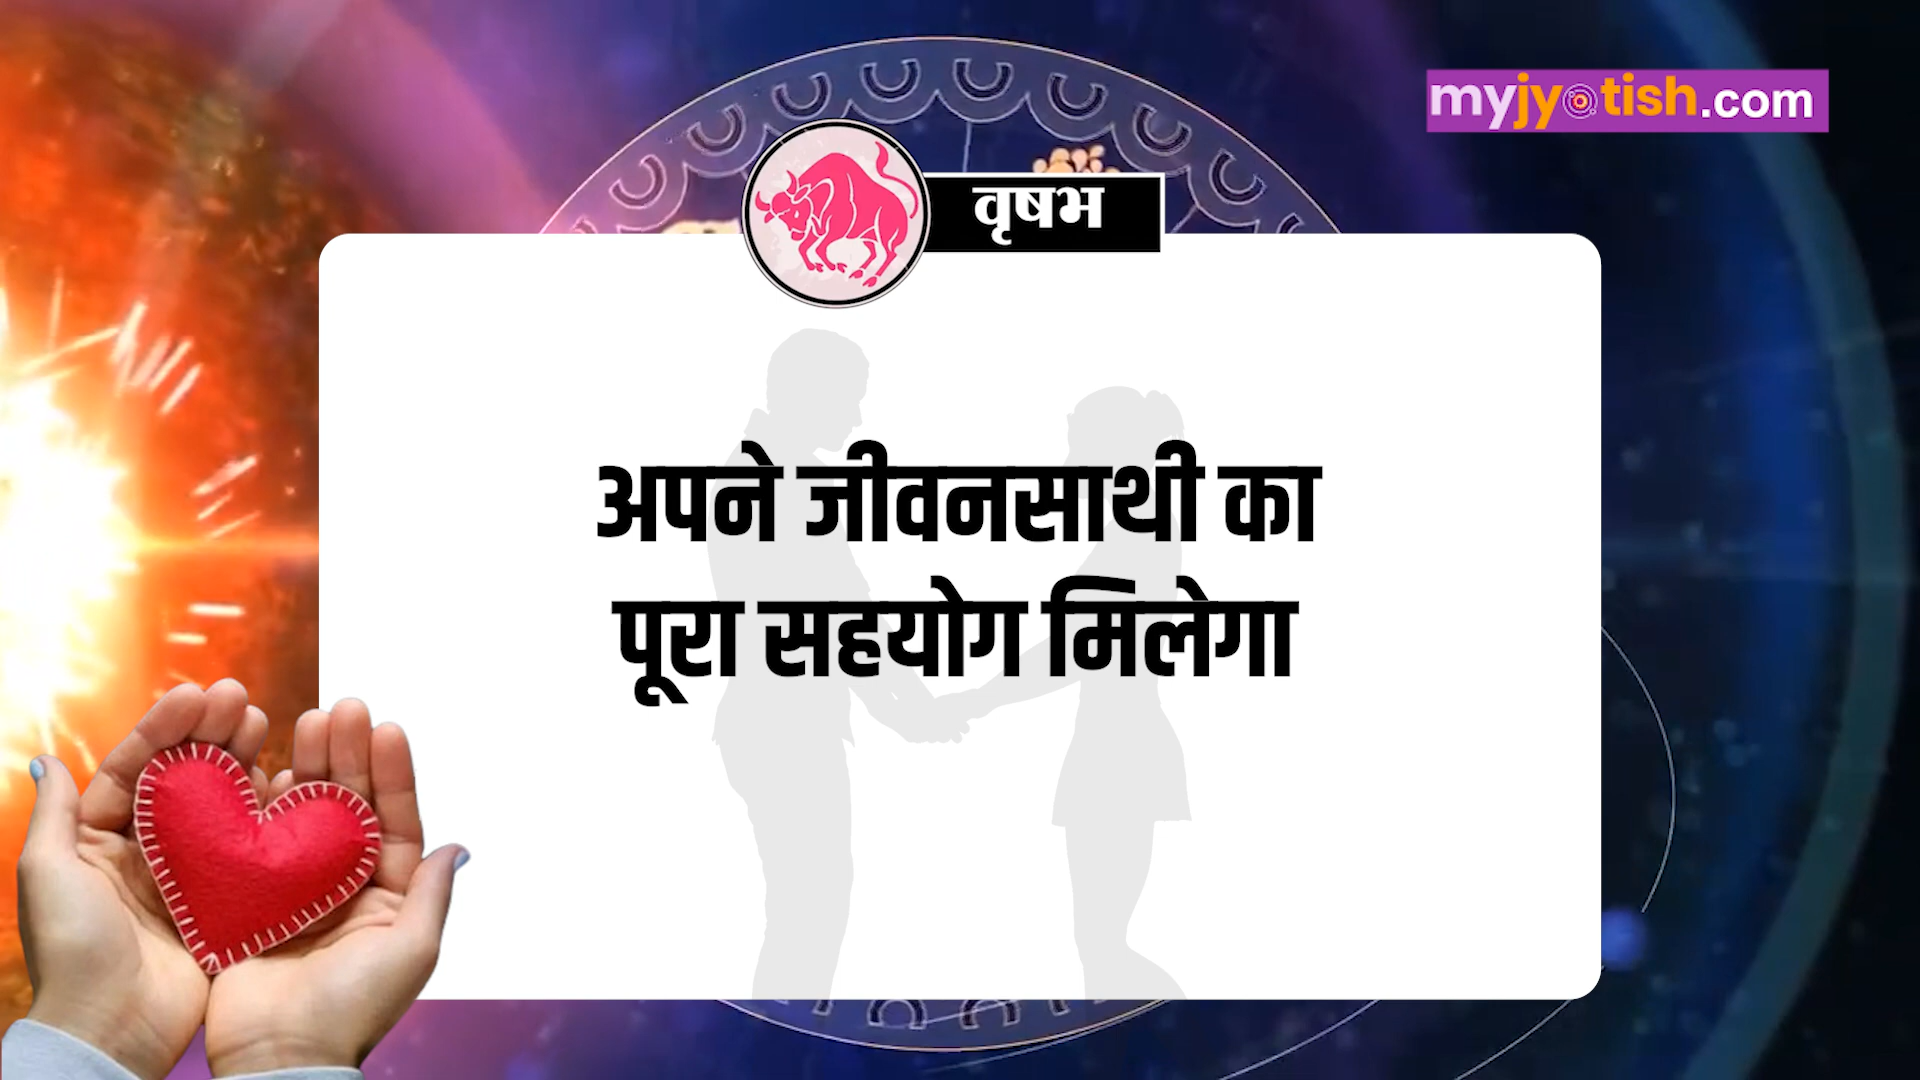 myjyotish.com
वृषभ
अपने जीवनसाथी का
पूरा सहयोग मिलेगा